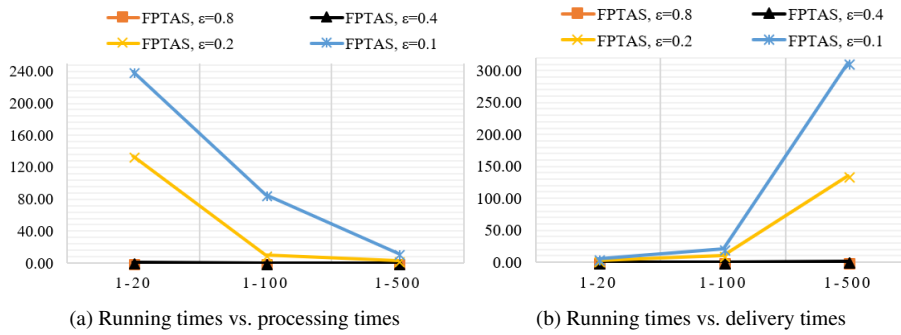 FPTAS, ε=0.8 FPTAS, ε=0.4
FPTAS, ε=0.2 FPTAS, ε=0.1
240.00
200.00
160.00
120.00
80.00
40.00
0.00
1-20 1-100 1-500
(a) Running times vs. processing times
FPTAS, ε=0.8 FPTAS, ε=0.4
FPTAS, ε=0.2 FPTAS, ε=0.1
300.00
250.00
200.00
150.00
100.00
50.00
0.00
1-20 1-100 1-500
(b) Running times vs. delivery times